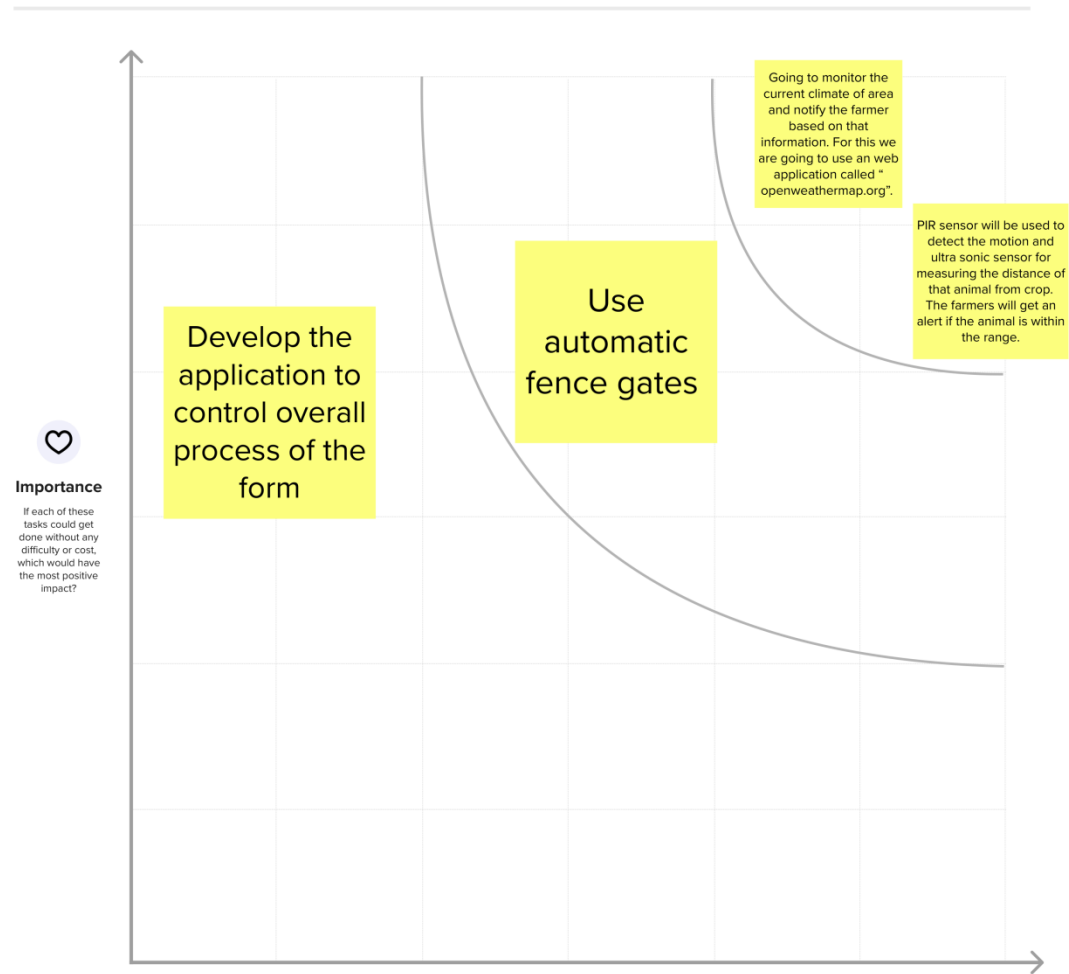 Going to monitor the
current climate of area
and notify the farmer
based on that
information. For this we
are going to use an web
application called “
openweathermap.org”.
PIR sensor will be used to
detect the motion and
ultra sonic sensor for
measuring the distance of
that animal from crop.
The farmers will get an
alert if the animal is within
the range.
Use
automatic
fence gates
Develop the
application to
control overall
process of the
form
Importance
If each of these
tasks could get
done without any
difficulty or cost,
which would have
the most positive
impact?